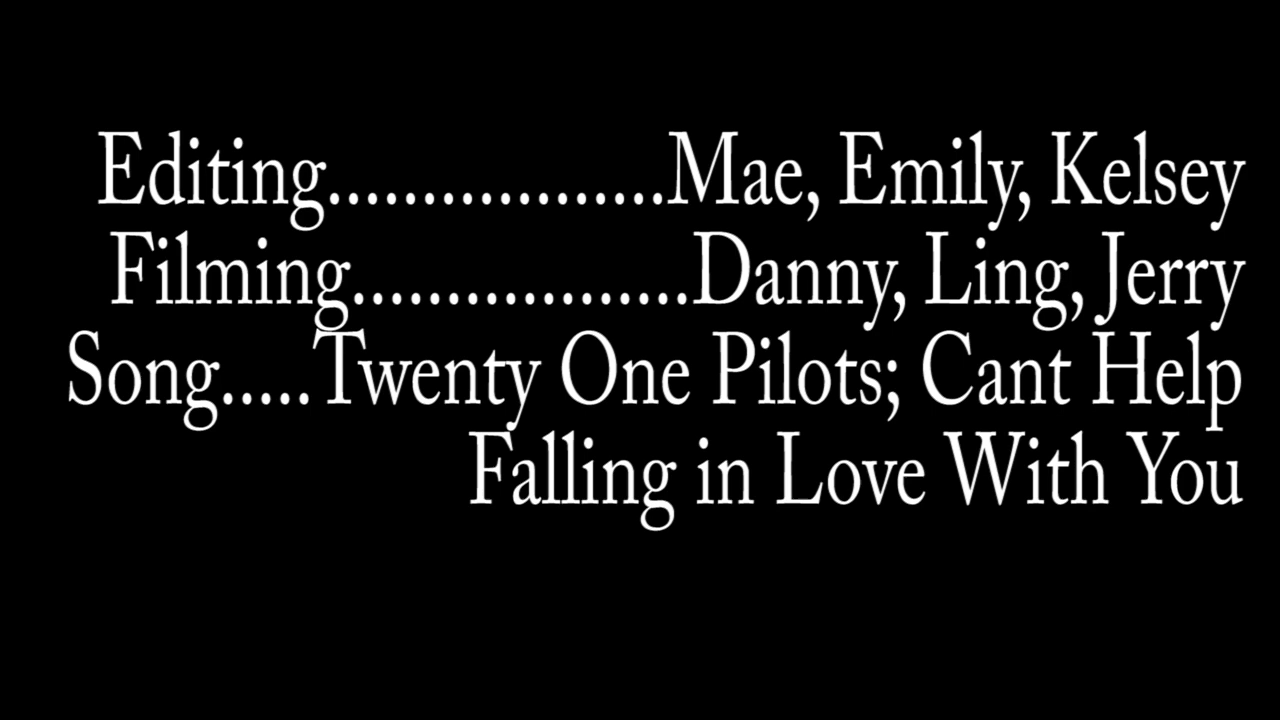 Editing..................Mae, Emily, Kelsey
Filming..................Danny, Ling, Jerry
Song.....Twenty One Pilots; Cant Help
Falling in Love With You